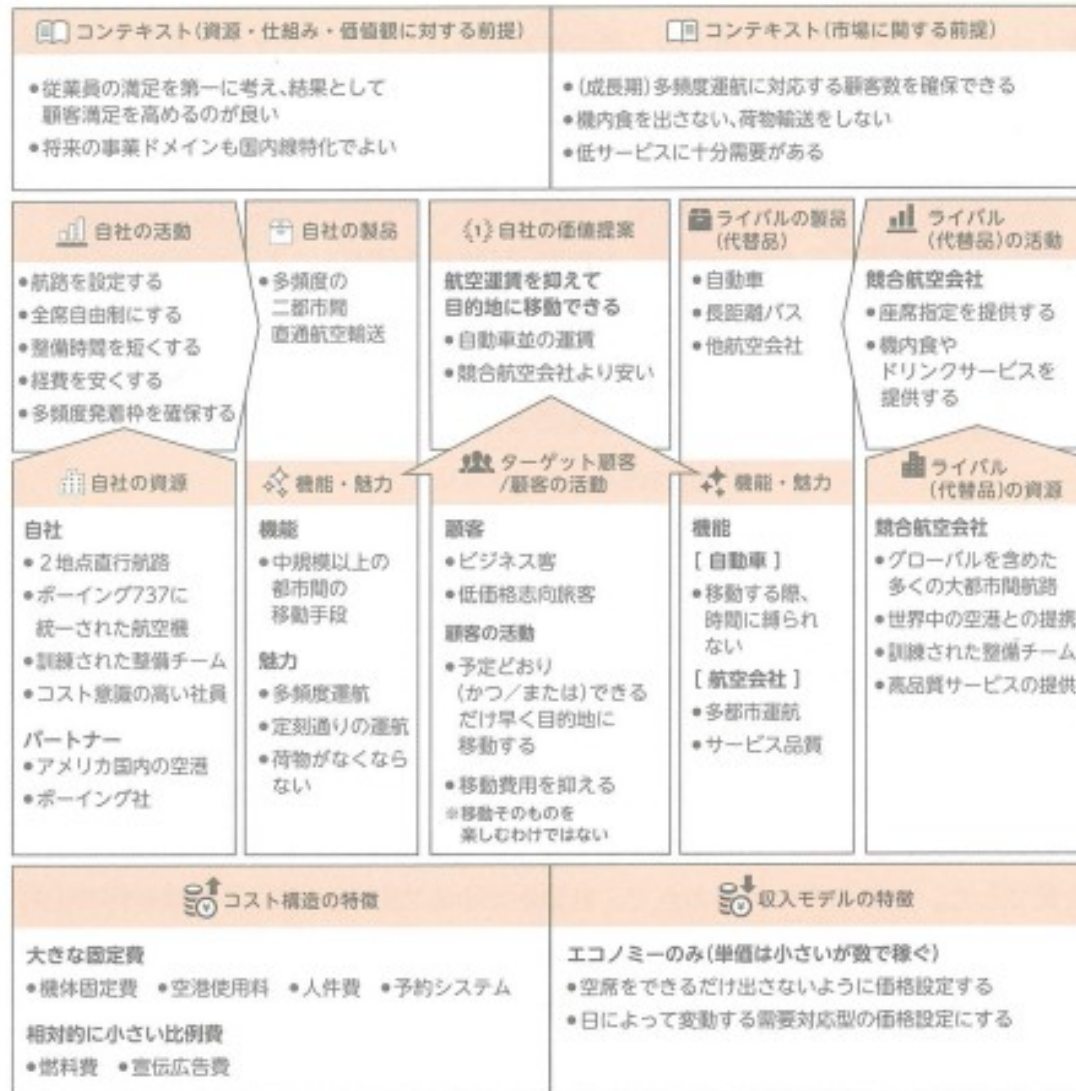 コンテキスト(資源・仕組み・価値観に対する前提)
●従業員の満足を第一に考え、結果として
顧客満足を高めるのが良い
●将来の事業ドメインも国内線特化でよい
コンテキスト(市場に関する前提)
●(成長期)多頻度運航に対応する顧客数を確保できる
●機内食を出さない、荷物輸送をしない
●低サービスに十分需要がある
自社の活動
●航路を設定する
●全席自由制にする
●整備時間を短くする
●経費を安くする
●多頻度発着枠を確保する
自社の製品
●多頻度の
二都市間
直通航空輸送
《1》自社の価値提案
航空運賃を抑えて
目的地に移動できる
●自動車並の運賃
●競合航空会社より安い
ライバルの製品
(代替品)
●自動車
●長距離バス
●他航空会社
ライバル
(代替品)の活動
競合航空会社
●座席指定を提供する
●機内食や
ドリンクサービスを
提供する
自社の資源
自社
●2地点直行航路
●ボーイング737に
統一された航空機
●訓練された整備チーム
●コスト意識の高い社員
パートナー
●アメリカ国内の空港
●ボーイング社
機能・魅力
機能
●中規模以上の
都市間の
移動手段
魅力
●多頻度運航
●定刻通りの運航
●荷物がなくなら
ない
ターゲット顧客
/顧客の活動
顧客
●ビジネス客
●低価格志向旅客
顧客の活動
●予定どおり
(かつ/または)できる
だけ早く目的地に
移動する
●移動費用を抑える
※移動そのものを
楽しむわけではない
機能・魅力
機能
[ 自動車 ]
●移動する際、
時間に縛られ
ない
[ 航空会社 ]
●多都市運航
●サービス品質
ライバル
(代替品)の資源
競合航空会社
●グローバルを含めた
多くの大都市間航路
●世界中の空港との提携
●訓練された整備チーム
●高品質サービスの提供
コスト構造の特徴
大きな固定費
●機体固定費 ●空港使用料 ●人件費 ●予約システム
相対的に小さい比例費
●燃料費 ●宣伝広告費
収入モデルの特徴
エコノミーのみ(単価は小さいが数で稼ぐ)
●空席をできるだけ出さないように価格設定する
●日によって変動する需要対応型の価格設定にする